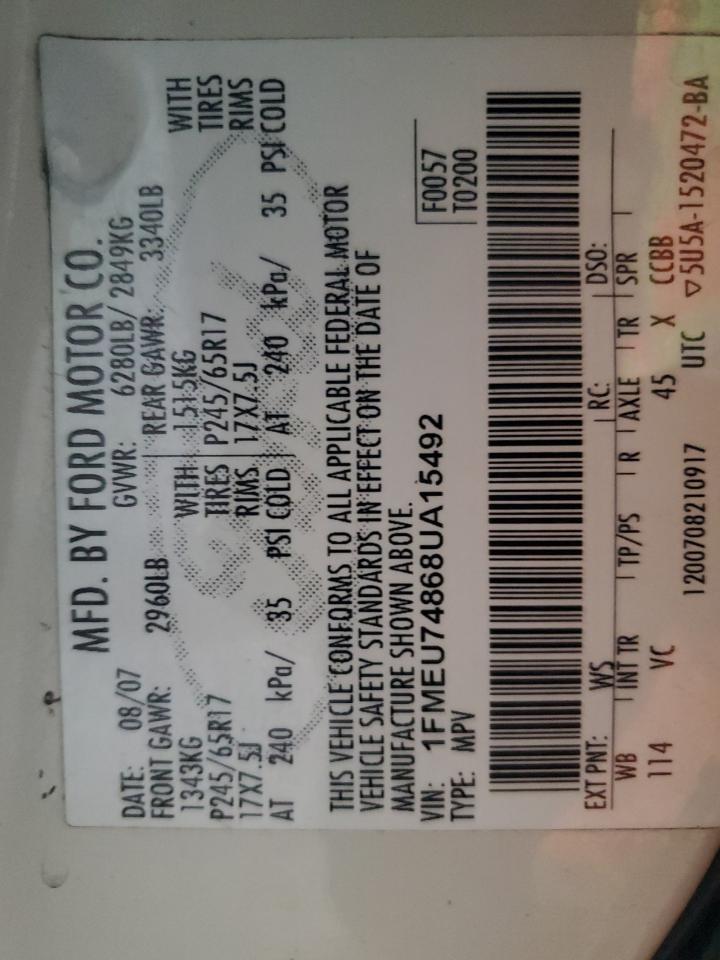 MFD. BY FORD MOTOR CO.
DATE: 08/07 GVWR: 6280LB/ 2849KG
FRONT GAWR: 2960LB REAR GAWR: 3340LB
1343KG WITH 1515KG WITH
P245/65R17 TIRES P245/65R17 TIRES
17X7.5J RIMS 17X7.5J RIMS
AT 240 kPa/ 35 PSI COLD AT 240 kPa/ 35 PSI COLD
THIS VEHICLE CONFORMS TO ALL APPLICABLE FEDERAL MOTOR
VEHICLE SAFETY STANDARDS IN EFFECT ON THE DATE OF
MANUFACTURE SHOWN ABOVE.
VIN: 1FMEU74868UA15492 F0057
TYPE: MPV T0200
EXT PNT: WS RC: DSO:
WB INT TR TP/PS R AXLE TR SPR
114 VC 45 X CCBB
1200708210917 UTC ▽5U5A-1520472-BA